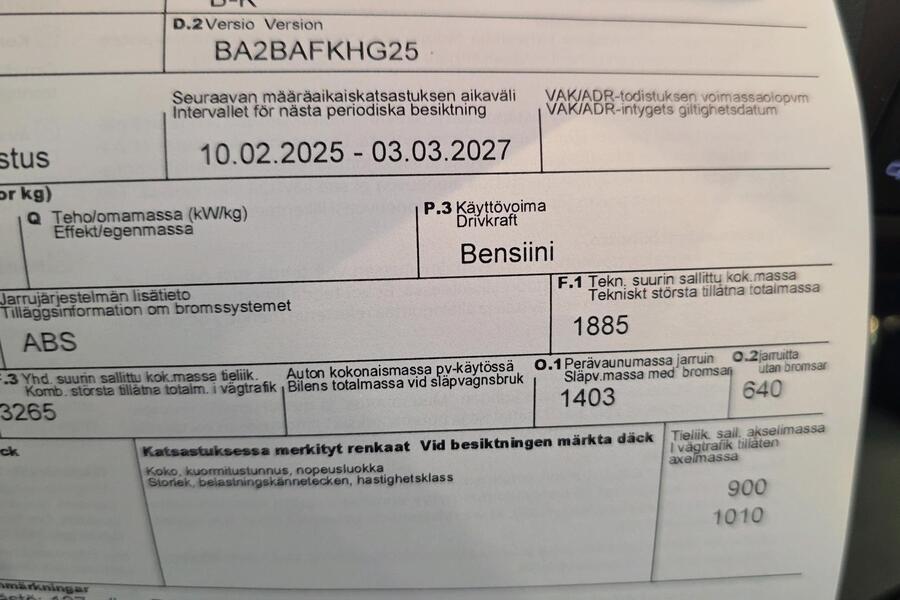 D.2 Versio Version
BA2BAFKHG25
Seuraavan määräaikaiskatsastuksen aikaväli
Intervallet för nästa periodiska besiktning
VAK/ADR-todistuksen voimassaolopvm
VAK/ADR-intygets giltighetsdatum
stus
10.02.2025 - 03.03.2027
or kg)
Q Teho/omamassa (kW/kg)
Effekt/egenmassa
P.3 Käyttövoima
Drivkraft
Bensiini
Jarrujärjestelmän lisätieto
Tilläggsinformation om bromssystemet
ABS
F.1 Tekn. suurin sallittu kok.massa
Tekniskt största tillåtna totalmassa
1885
F.3 Yhd. suurin sallittu kok.massa tieliik.
Komb. största tillåtna totalm. i vägtrafik
3265
Auton kokonaismassa pv-käytössä
Bilens totalmassa vid släpvagnsbruk
O.1 Perävaunumassa jarruin
Släpv.massa med bromsar
1403
O.2 jarruitta
utan bromsar
640
ck
Katsastuksessa merkityt renkaat Vid besiktningen märkta däck
Koko, kuormitustunnus, nopeusluokka
Storlek, belastningskännetecken, hastighetsklass
Tieliik. sall. akselimassa
I vägtrafik tillåten
axelmassa
900
1010
nmärkningar